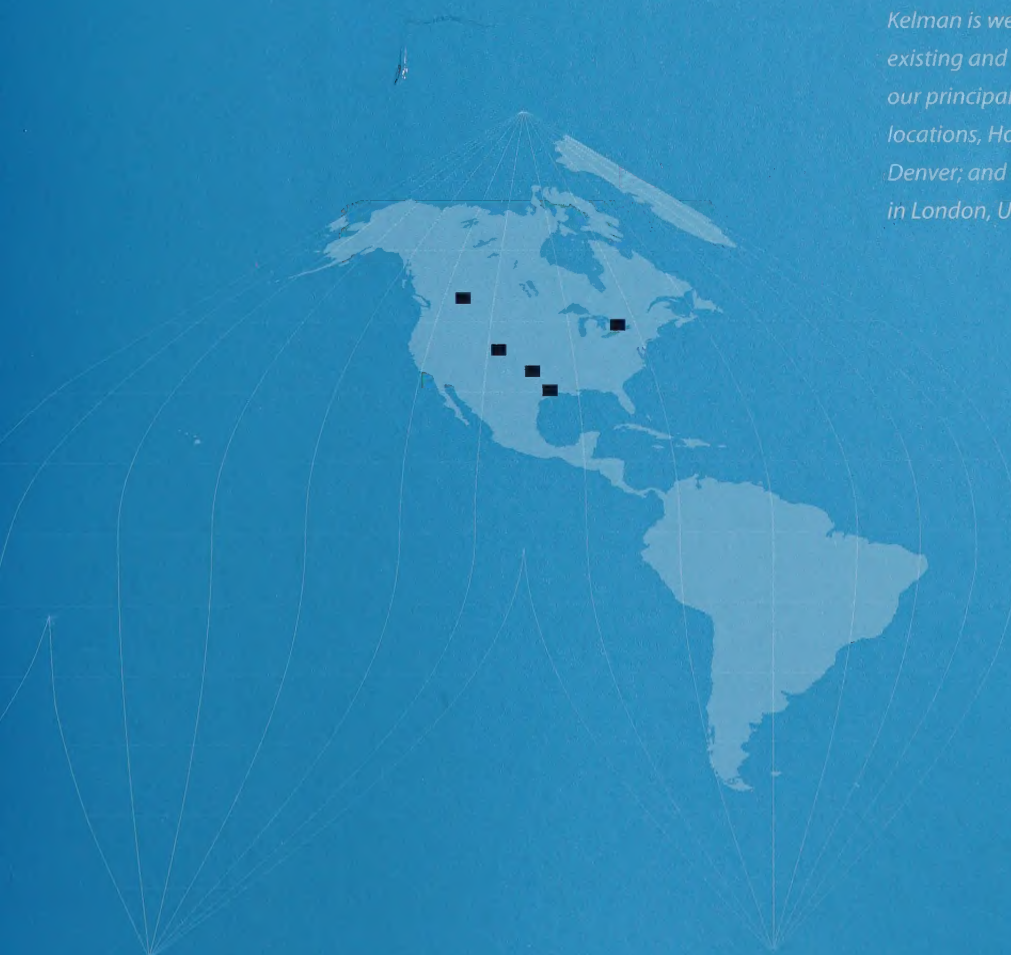 Kelman is we
existing and
our principal
locations, Ho
Denver; and
in London, U